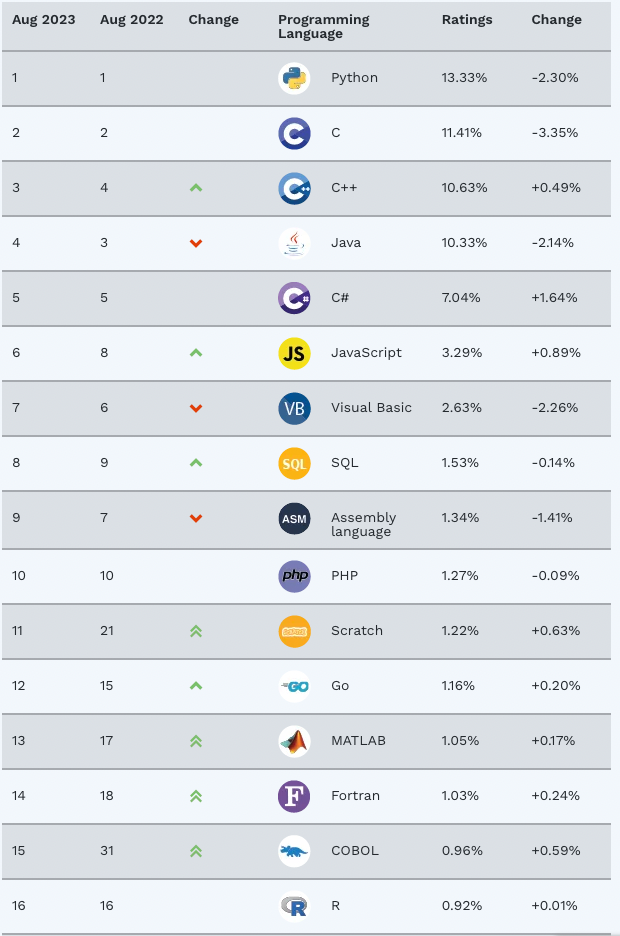 Aug 2023 Aug 2022 Change Programming Language Ratings Change
1 1 Python 13.33% -2.30%
2 2 C C 11.41% -3.35%
3 4 C++ C++ 10.63% +0.49%
4 3 Java Java 10.33% -2.14%
5 5 C# C# 7.04% +1.64%
6 8 JS JavaScript 3.29% +0.89%
7 6 VB Visual Basic 2.63% -2.26%
8 9 SQL SQL 1.53% -0.14%
9 7 ASM Assembly language 1.34% -1.41%
10 10 php PHP 1.27% -0.09%
11 21 Scratch 1.22% +0.63%
12 15 GO Go 1.16% +0.20%
13 17 MATLAB 1.05% +0.17%
14 18 F Fortran 1.03% +0.24%
15 31 COBOL 0.96% +0.59%
16 16 R R 0.92% +0.01%